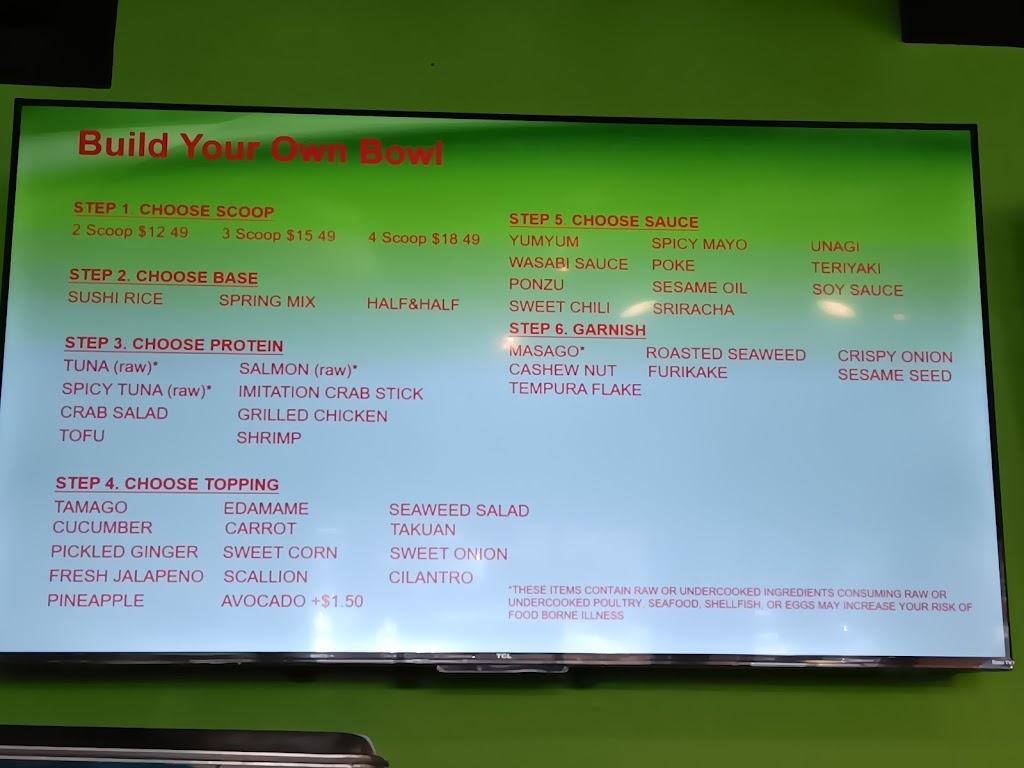 Build Your Own Bowl
STEP 1. CHOOSE SCOOP
2 Scoop $12.49 3 Scoop $15.49 4 Scoop $18.49
STEP 2. CHOOSE BASE
SUSHI RICE SPRING MIX HALF&HALF
STEP 3. CHOOSE PROTEIN
TUNA (raw)* SALMON (raw)*
SPICY TUNA (raw)* IMITATION CRAB STICK
CRAB SALAD GRILLED CHICKEN
TOFU SHRIMP
STEP 4. CHOOSE TOPPING
TAMAGO EDAMAME SEAWEED SALAD
CUCUMBER CARROT TAKUAN
PICKLED GINGER SWEET CORN SWEET ONION
FRESH JALAPENO SCALLION CILANTRO
PINEAPPLE AVOCADO +$1.50
STEP 5. CHOOSE SAUCE
YUMYUM SPICY MAYO UNAGI
WASABI SAUCE POKE TERIYAKI
PONZU SESAME OIL SOY SAUCE
SWEET CHILI SRIRACHA
STEP 6. GARNISH
MASAGO* ROASTED SEAWEED CRISPY ONION
CASHEW NUT FURIKAKE SESAME SEED
TEMPURA FLAKE
*THESE ITEMS CONTAIN RAW OR UNDERCOOKED INGREDIENTS CONSUMING RAW OR
UNDERCOOKED POULTRY, SEAFOOD, SHELLFISH, OR EGGS MAY INCREASE YOUR RISK OF
FOOD BORNE ILLNESS
TCL
Roku TV